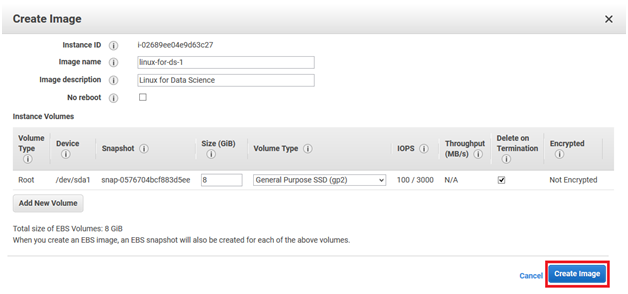 Create Image
Instance ID i-02689ee04e9d63c27
Image name linux-for-ds-1
Image description Linux for Data Science
No reboot
Instance Volumes
Volume Type Device Snapshot Size (GiB) Volume Type IOPS Throughput (MB/s) Delete on Termination Encrypted
Root /dev/sda1 snap-0576704bcf883d5ee 8 General Purpose SSD (gp2) 100 / 3000 N/A Not Encrypted
Add New Volume
Total size of EBS Volumes: 8 GiB
When you create an EBS image, an EBS snapshot will also be created for each of the above volumes.
Cancel Create Image